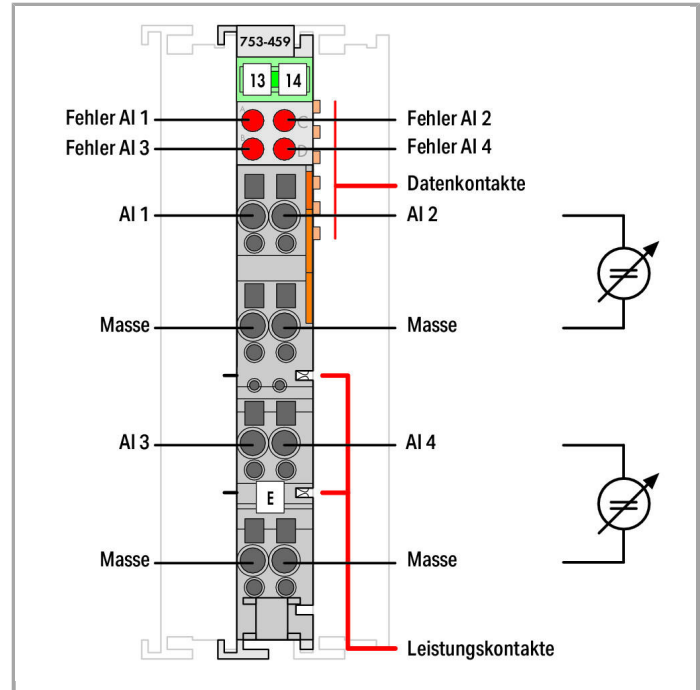 753-459
13 14
A C
Fehler AI 1 Fehler AI 2
B D
Fehler AI 3 Fehler AI 4
Datenkontakte
AI 1 AI 2
Masse Masse
AI 3 AI 4
E
Masse Masse
Leistungskontakte